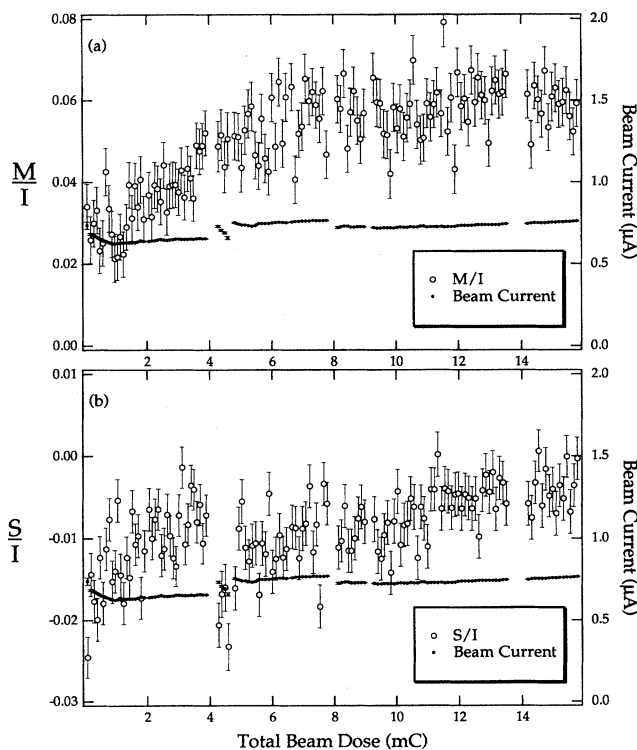 (a)
0.08
0.06
0.04
0.02
0.00
M
I
2.0
1.5
1.0
0.5
0.0
Beam Current (μA)
M/I
Beam Current
2 4 6 8 10 12 14
(b)
0.01
0.00
-0.01
-0.02
-0.03
S
I
2.0
1.5
1.0
0.5
0.0
Beam Current (μA)
S/I
Beam Current
2 4 6 8 10 12 14
Total Beam Dose (mC)